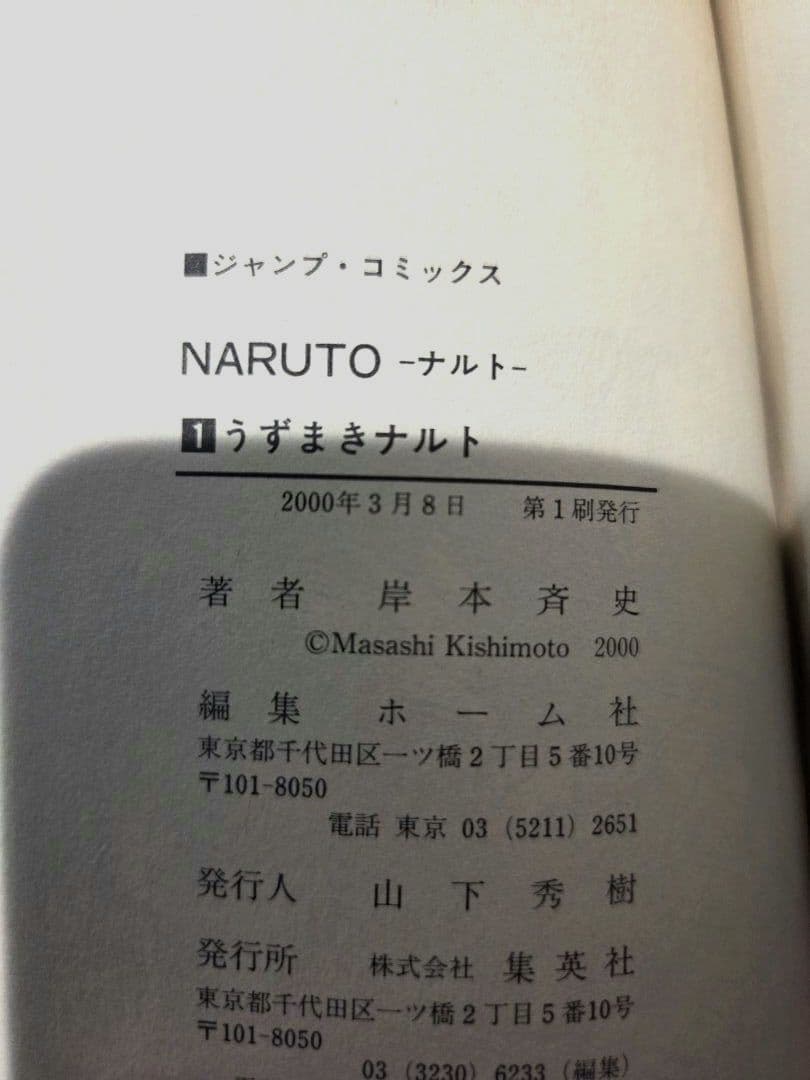 ■ジャンプ・コミックス
NARUTO -ナルト-
1うずまきナルト
2000年3月8日 第1刷発行
著者 岸本斉史
©Masashi Kishimoto 2000
編集 ホーム社
東京都千代田区一ツ橋2丁目5番10号
〒101-8050
電話 東京 03 (5211) 2651
発行人 山下秀樹
発行所 株式会社 集英社
東京都千代田区一ツ橋2丁目5番10号
〒101-8050
03 (3230) 6233 (編集)